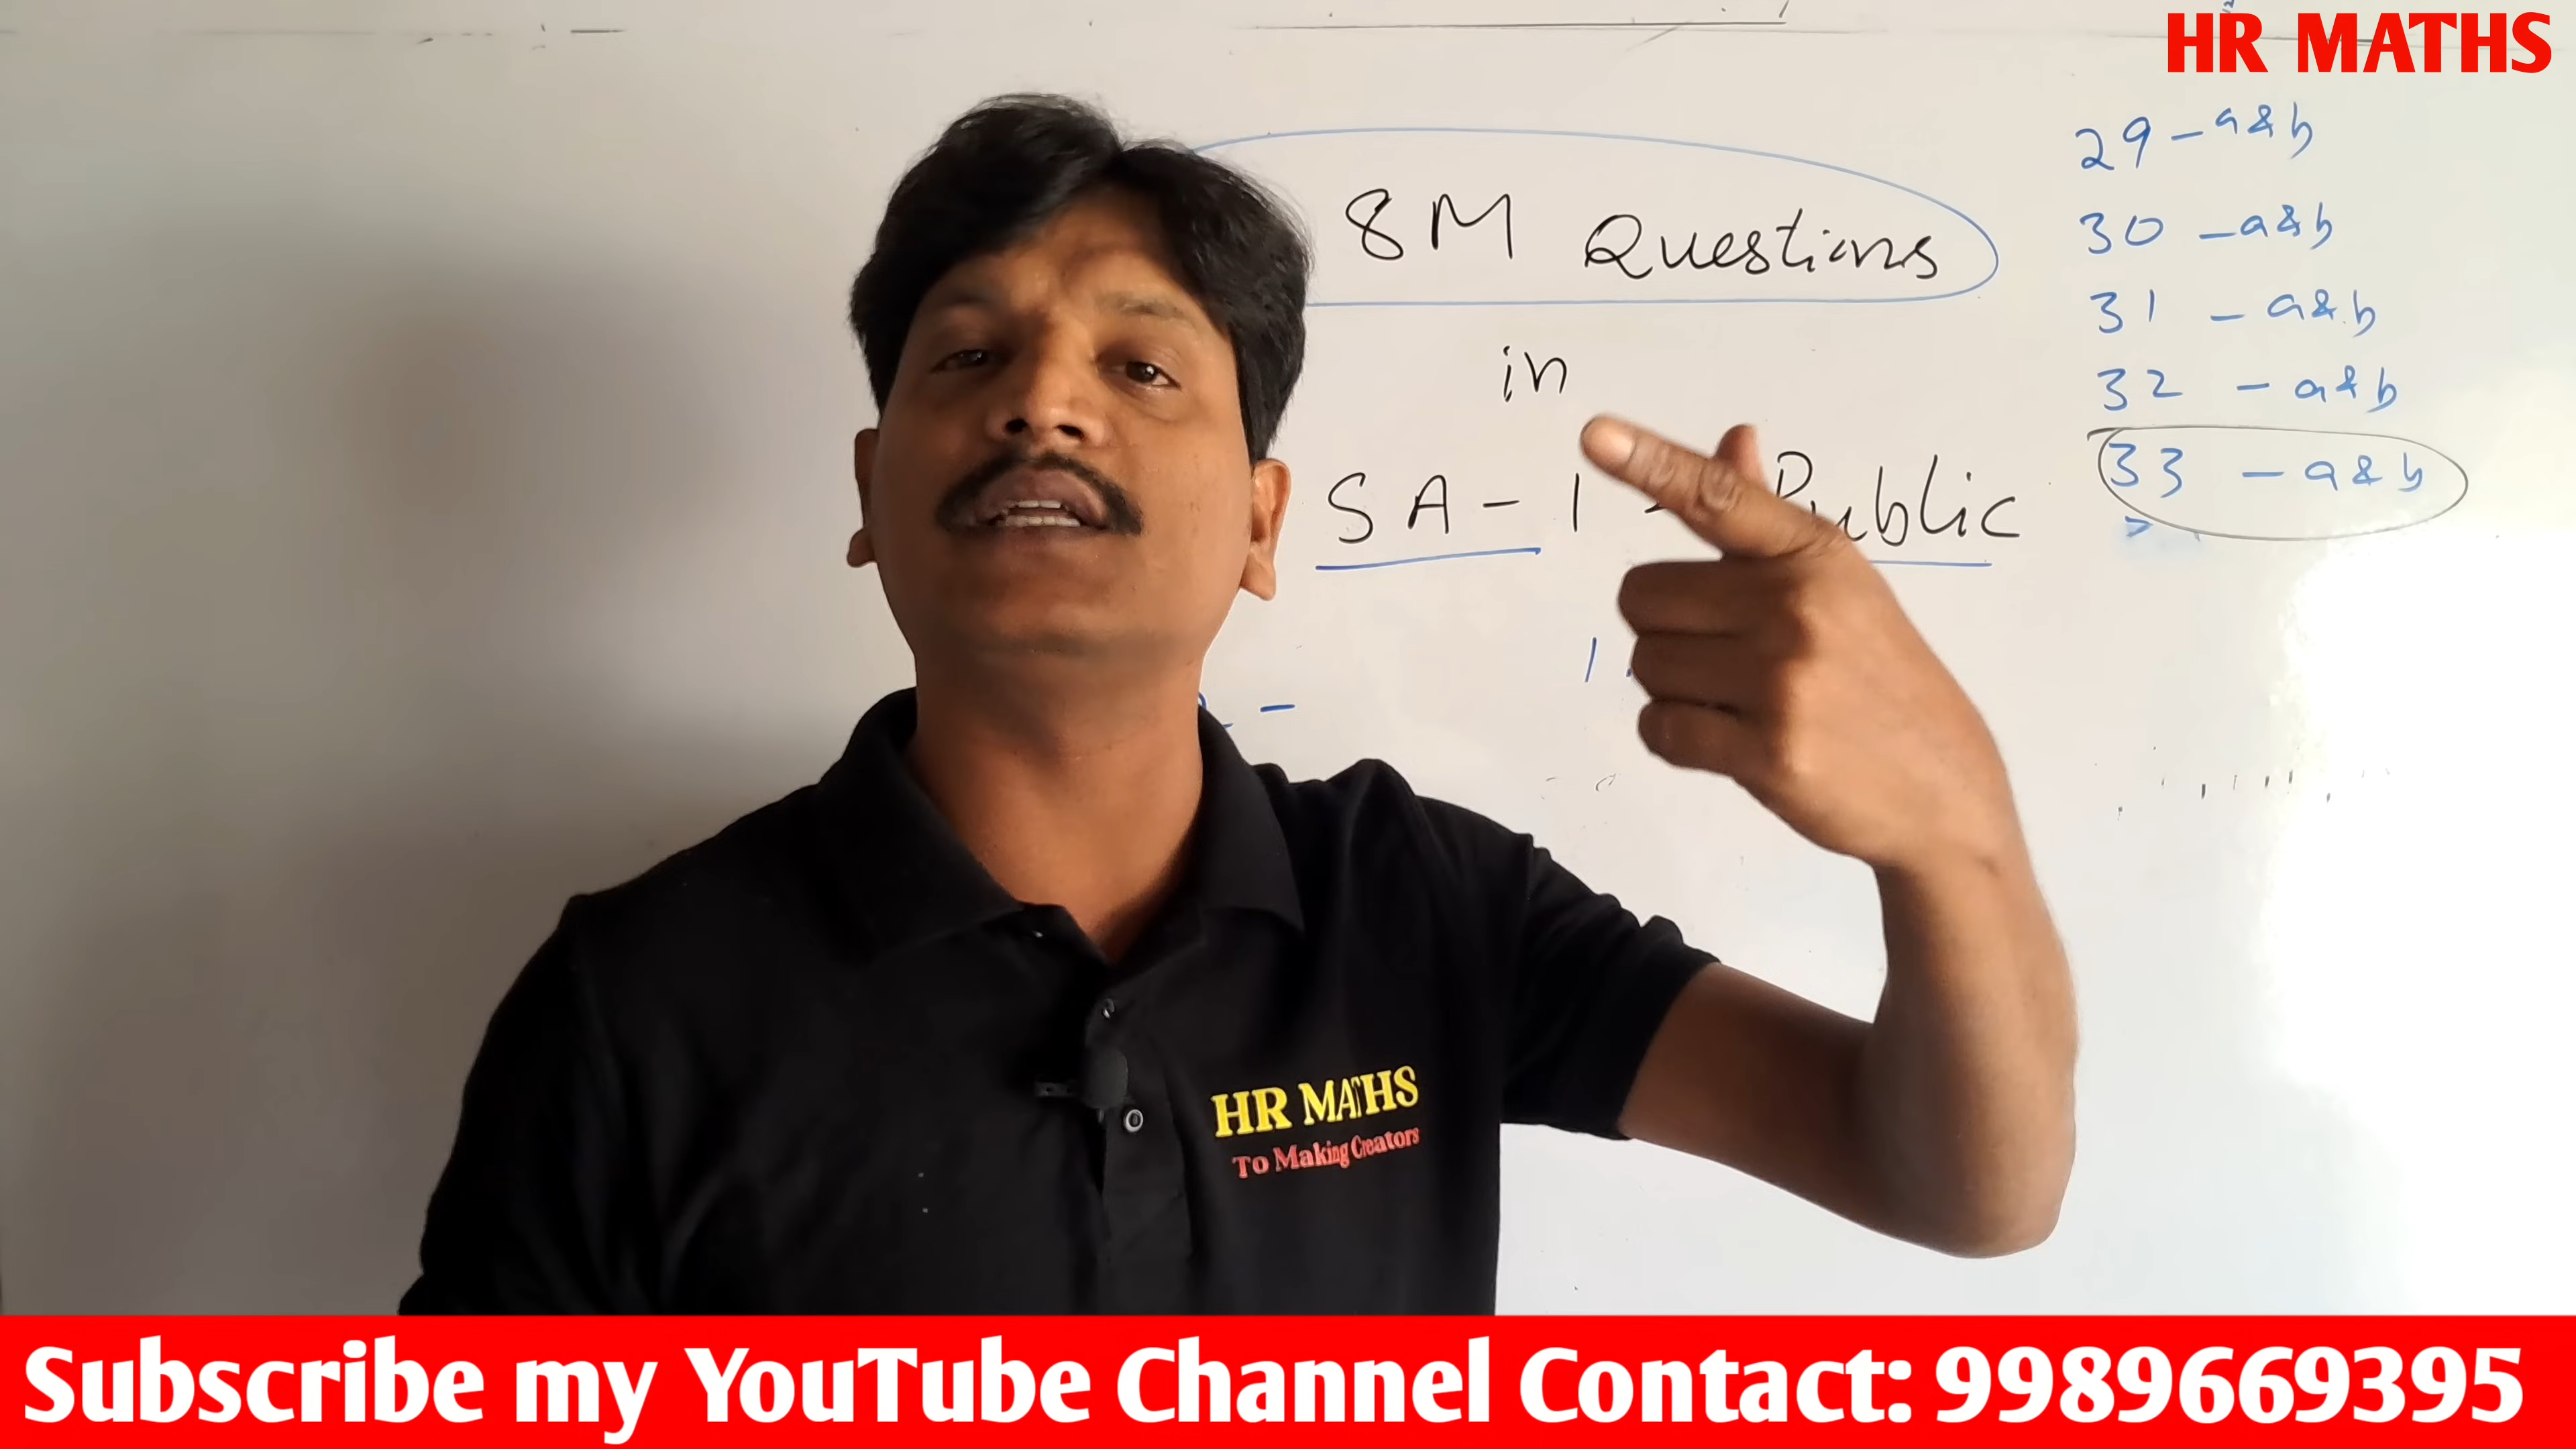 HR MATHS
29 - a&b
30 - a&b
31 - a&b
32 - a&b
33 - a&b
8M Questions
in
SA-1 - Public
HR MATHS
To Making Creators
Subscribe my YouTube Channel Contact: 9989669395